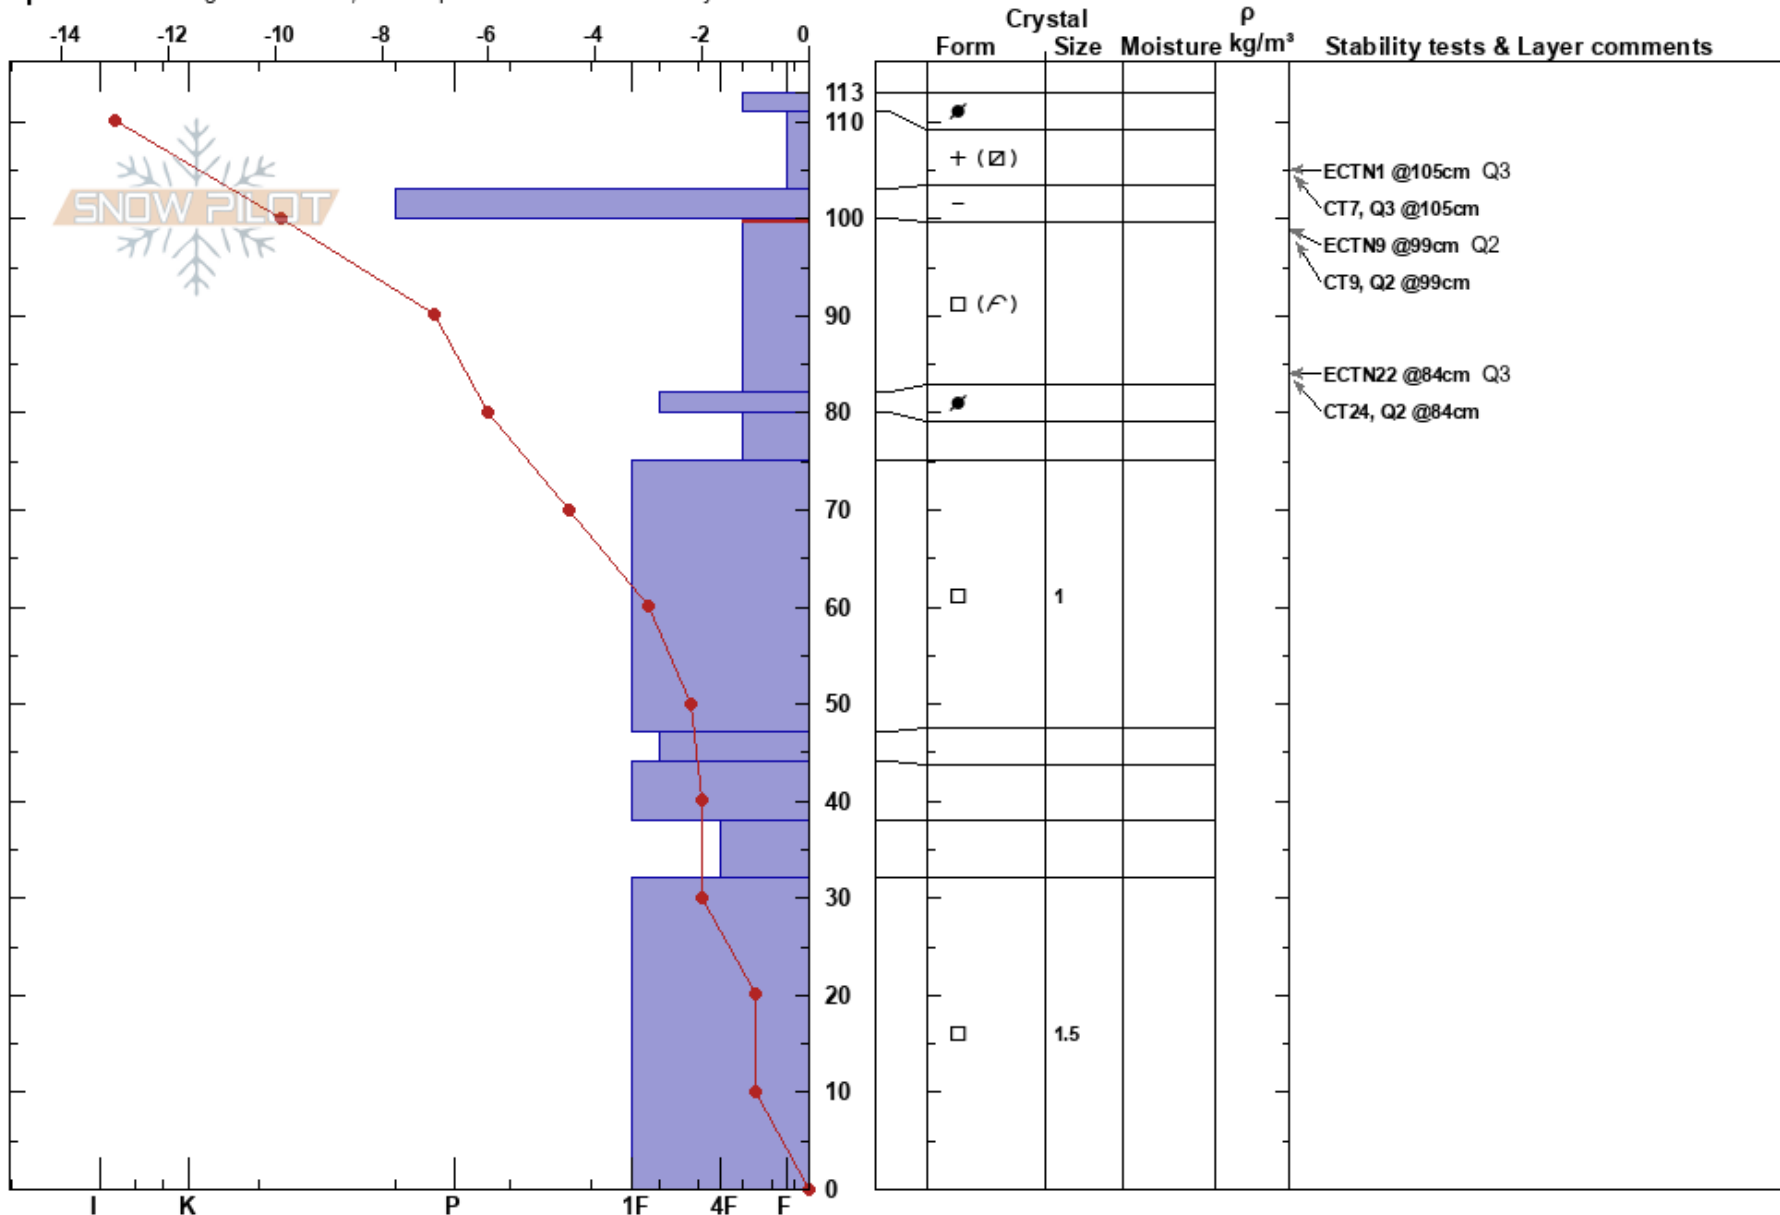 -14 -12 -10 -8 -6 -4 -2 0
Crystal
Form Size Moisture ρ kg/m³ Stability tests & Layer comments
SNOW PILOT
113
110
100
90
80
70
60
50
40
30
20
10
0
+ ( )
-
( )
1
1.5
ECTN1 @105cm Q3
CT7, Q3 @105cm
ECTN9 @99cm Q2
CT9, Q2 @99cm
ECTN22 @84cm Q3
CT24, Q2 @84cm
I K P 1F 4F F